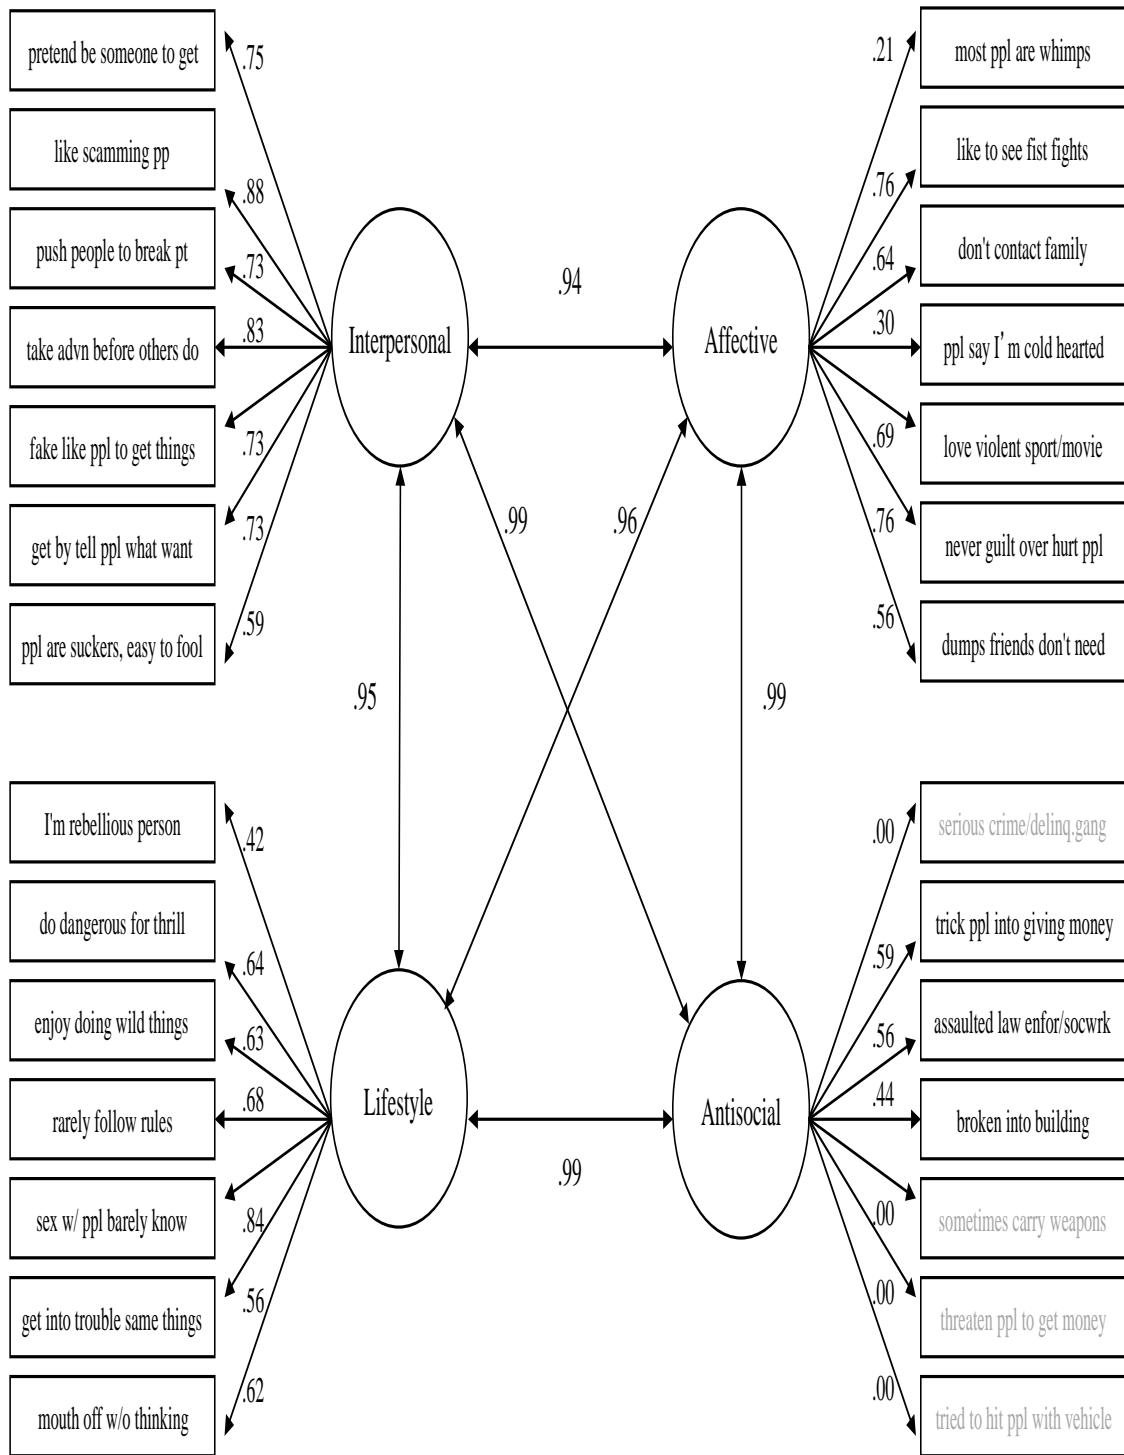 pretend be someone to get
.75
like scamming pp
.88
push people to break pt
.73
take advn before others do
.83
fake like ppl to get things
.73
get by tell ppl what want
.73
ppl are suckers, easy to fool
.59
Interpersonal
.94
Affective
most ppl are whimps
.21
like to see fist fights
.76
don't contact family
.64
ppl say I'm cold hearted
.30
love violent sport/movie
.69
never guilt over hurt ppl
.76
dumps friends don't need
.56
.99
.96
.95
.99
I'm rebellious person
.42
do dangerous for thrill
.64
enjoy doing wild things
.63
rarely follow rules
.68
sex w/ ppl barely know
.84
get into trouble same things
.56
mouth off w/o thinking
.62
Lifestyle
.99
Antisocial
serious crime/delinq.gang
.00
trick ppl into giving money
.59
assaulted law enfor/socwrk
.56
broken into building
.44
sometimes carry weapons
.00
threaten ppl to get money
.00
tried to hit ppl with vehicle
.00